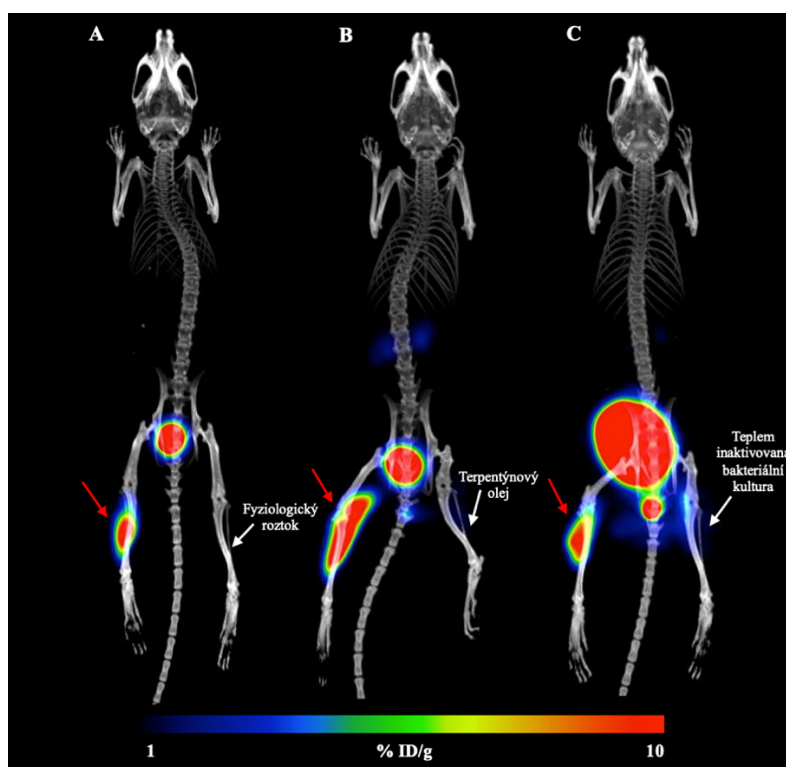 A
B
C
Fyziologický
roztok
Terpentýnový
olej
Teplem
inaktivovaná
bakteriální
kultura
1
% ID/g
10